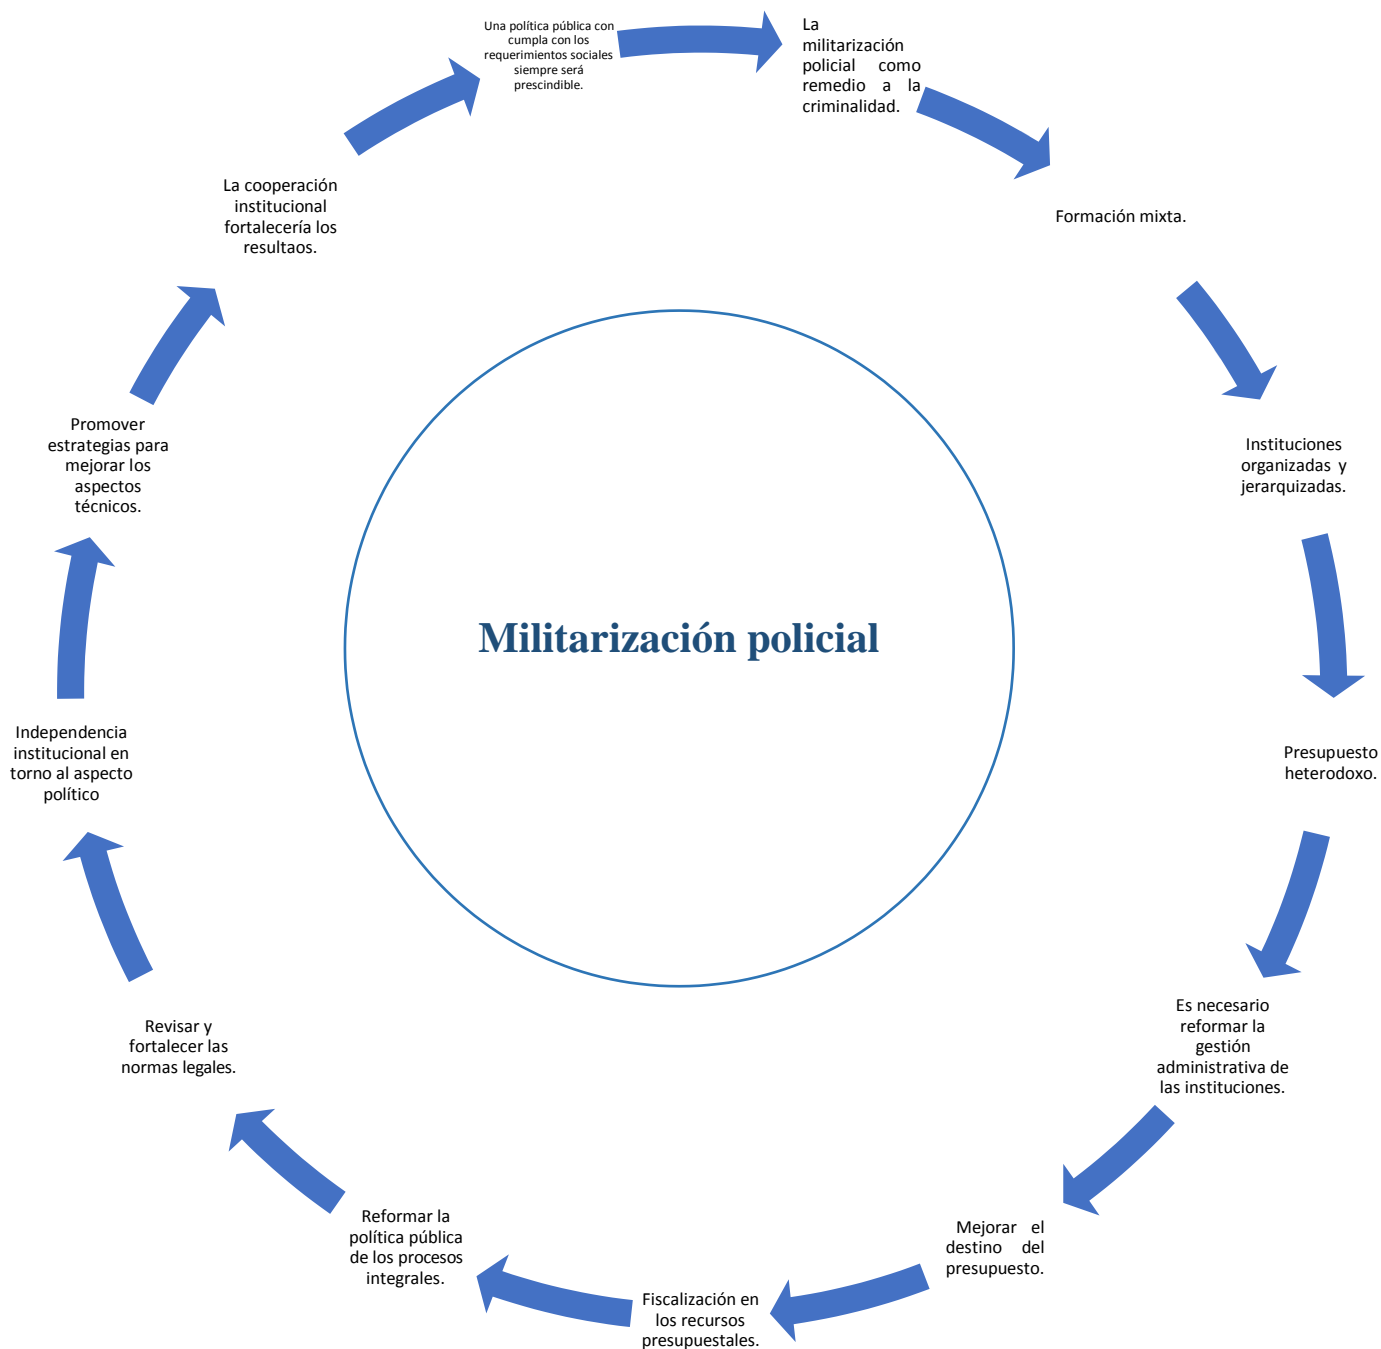 Una política pública con
cumpla con los
requerimientos sociales
siempre será
prescindible.
La
militarización
policial como
remedio a la
criminalidad.
Formación mixta.
Instituciones
organizadas y
jerarquizadas.
Presupuesto
heterodoxo.
Es necesario
reformar la
gestión
administrativa de
las instituciones.
Mejorar el
destino del
presupuesto.
Fiscalización en
los recursos
presupuestales.
Reformar la
política pública
de los procesos
integrales.
Revisar y
fortalecer las
normas legales.
Independencia
institucional en
torno al aspecto
político
Promover
estrategias para
mejorar los
aspectos
técnicos.
La cooperación
institucional
fortalecería los
resultaos.
Militarización policial